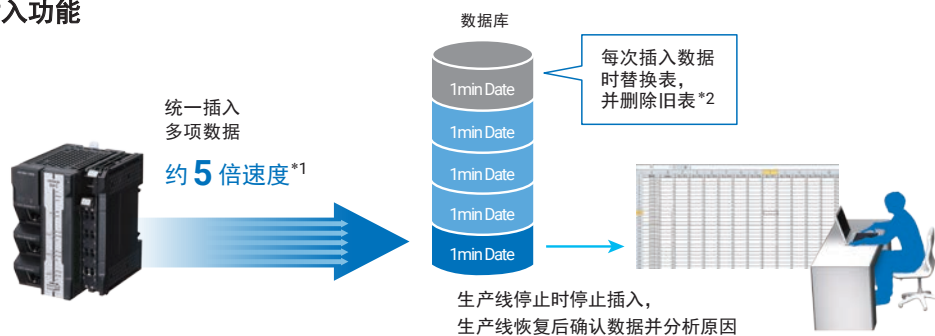 入功能
数据库
每次插入数据
时替换表，
并删除旧表*2
统一插入
多项数据
约 5 倍速度*1
1min Date
1min Date
1min Date
1min Date
1min Date
生产线停止时停止插入，
生产线恢复后确认数据并分析原因